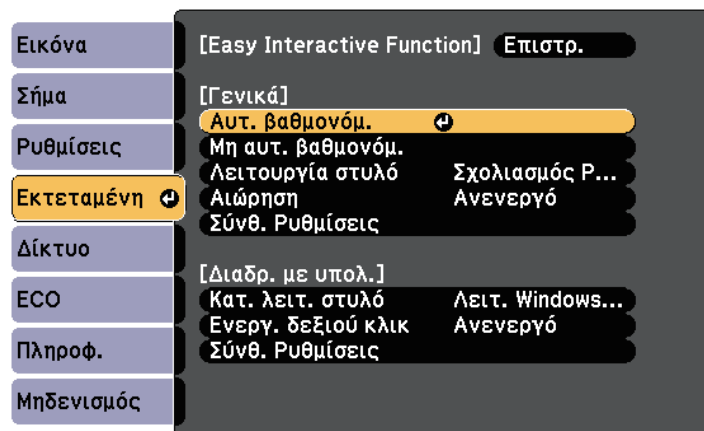 Εικόνα
Σήμα
Ρυθμίσεις
Εκτεταμένη
Δίκτυο
ECO
Πληροφ.
Μηδενισμός
[Easy Interactive Function] Επιστρ.
[Γενικά]
Αυτ. βαθμονόμ.
Μη αυτ. βαθμονόμ.
Λειτουργία στυλό Σχολιασμός P...
Αιώρηση Ανενεργό
Σύνθ. Ρυθμίσεις
[Διαδρ. με υπολ.]
Κατ. λειτ. στυλό Λειτ. Windows...
Ενεργ. δεξιού κλικ Ανενεργό
Σύνθ. Ρυθμίσεις